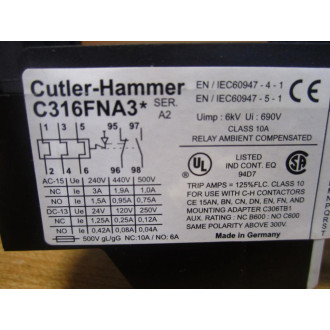 Cutler-Hammer
C316FNA3* SER. A2
EN / IEC60947 - 4 - 1
EN / IEC60947 - 5 - 1
CE
Uimp : 6kV Ui : 690V
CLASS 10A
RELAY AMBIENT COMPENSATED
1 3 5 95 97
2 4 6 96 98
UL LISTED
IND. CONT. EQ
94D7
AC-15 Ue 240V 440V 500V
NC Ie 3A 1,9A 1,0A
NO Ie 1,5A 0,95A 0,75A
DC-13 Ue 24V 120V 250V
NC Ie 1,25A 0,25A 0,12A
NO Ie 0,42A 0,08A 0,04A
500V gL/gG NC:10A / NO: 6A
TRIP AMPS = 125%FLC. CLASS 10
FOR USE WITH C-H CONTACTORS
CE 15AN, BN, CN, DN, EN, FN, AND
MOUNTING ADAPTER C306TB1
AUX. RATING: NC B600 ; NO C600
SAME POLARITY ABOVE 300V.
Made in Germany
N
P
Q
R
S
T